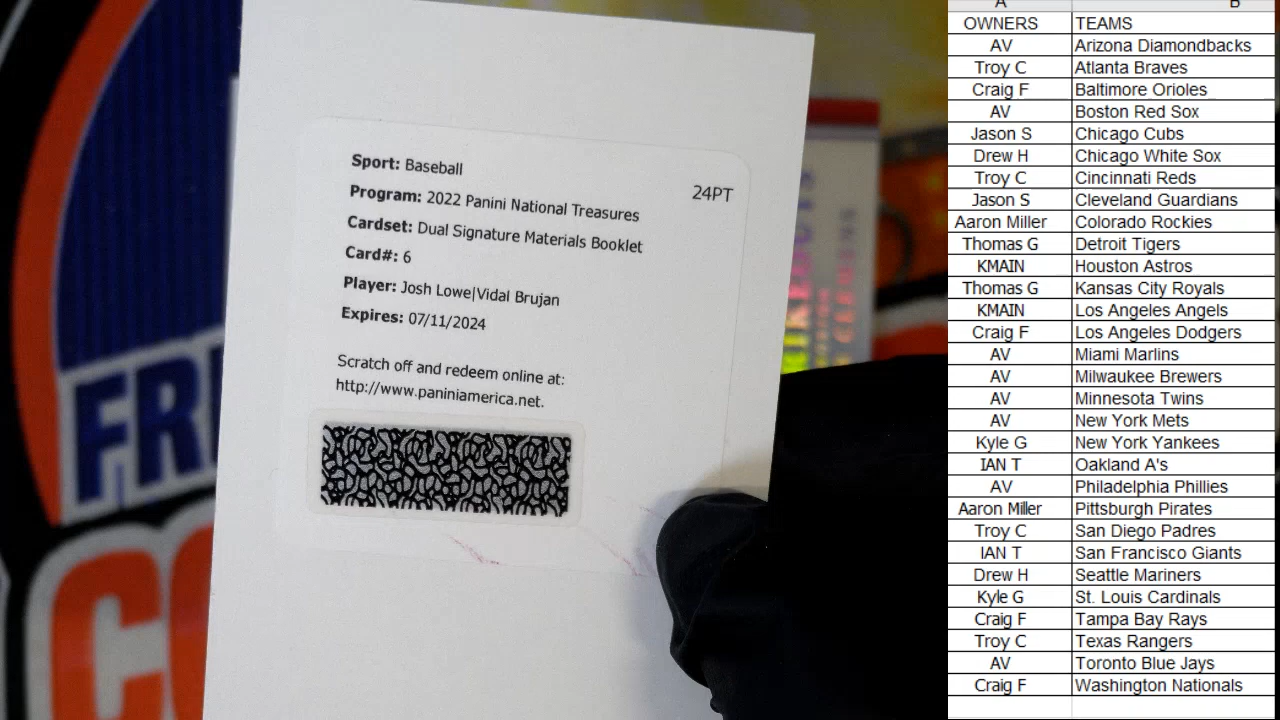 Sport: Baseball
24PT
Program: 2022 Panini National Treasures
Cardset: Dual Signature Materials Booklet
Card#: 6
Player: Josh Lowe|Vidal Brujan
Expires: 07/11/2024
Scratch off and redeem online at:
http://www.paniniamerica.net.
FRI
CO
A B
OWNERS TEAMS
AV Arizona Diamondbacks
Troy C Atlanta Braves
Craig F Baltimore Orioles
AV Boston Red Sox
Jason S Chicago Cubs
Drew H Chicago White Sox
Troy C Cincinnati Reds
Jason S Cleveland Guardians
Aaron Miller Colorado Rockies
Thomas G Detroit Tigers
KMAIN Houston Astros
Thomas G Kansas City Royals
KMAIN Los Angeles Angels
Craig F Los Angeles Dodgers
AV Miami Marlins
AV Milwaukee Brewers
AV Minnesota Twins
AV New York Mets
Kyle G New York Yankees
IAN T Oakland A's
AV Philadelphia Phillies
Aaron Miller Pittsburgh Pirates
Troy C San Diego Padres
IAN T San Francisco Giants
Drew H Seattle Mariners
Kyle G St. Louis Cardinals
Craig F Tampa Bay Rays
Troy C Texas Rangers
AV Toronto Blue Jays
Craig F Washington Nationals